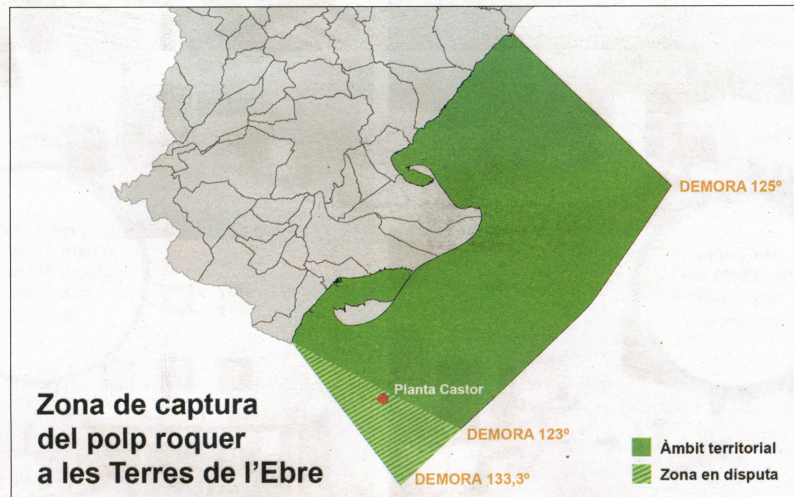 DEMORA 125º
Planta Castor
Zona de captura
del polp roquer
a les Terres de l'Ebre
DEMORA 123º
DEMORA 133,3º
Àmbit territorial
Zona en disputa